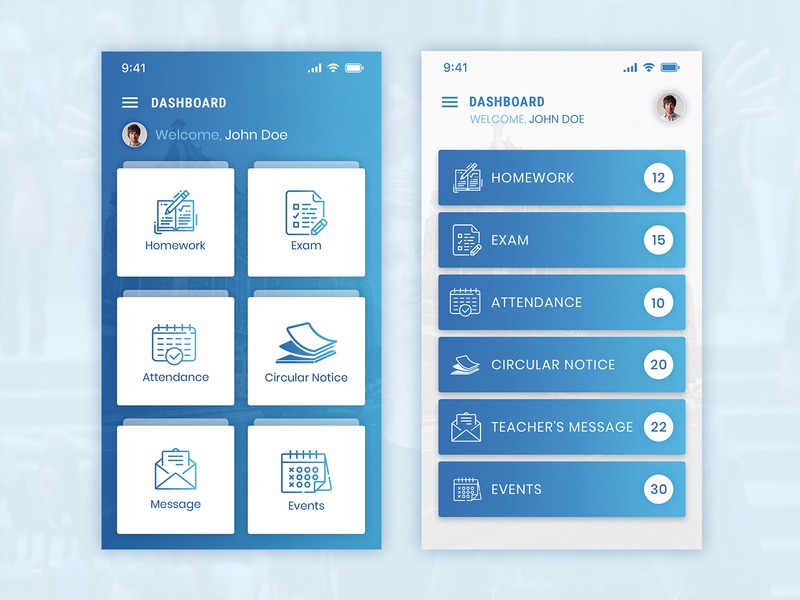 9:41
DASHBOARD
Welcome, John Doe
Homework
Exam
Attendance
Circular Notice
Message
Events
9:41
DASHBOARD
WELCOME, JOHN DOE
HOMEWORK 12
EXAM 15
ATTENDANCE 10
CIRCULAR NOTICE 20
TEACHER'S MESSAGE 22
EVENTS 30